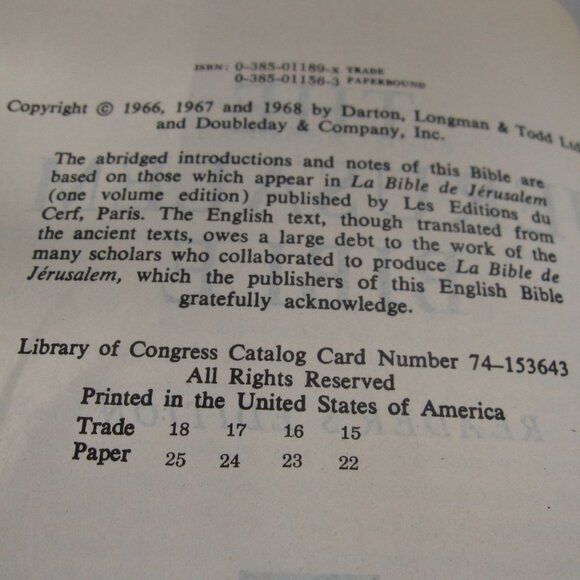 ISBN: 0-385-01189-x TRADE
0-385-01156-3 PAPERBOUND
Copyright © 1966, 1967 and 1968 by Darton, Longman & Todd Ltd
and Doubleday & Company, Inc.
The abridged introductions and notes of this Bible are
based on those which appear in La Bible de Jérusalem
(one volume edition) published by Les Editions du
Cerf, Paris. The English text, though translated from
the ancient texts, owes a large debt to the work of the
many scholars who collaborated to produce La Bible de
Jérusalem, which the publishers of this English Bible
gratefully acknowledge.
Library of Congress Catalog Card Number 74-153643
All Rights Reserved
Printed in the United States of America
Trade 18 17 16 15
Paper 25 24 23 22